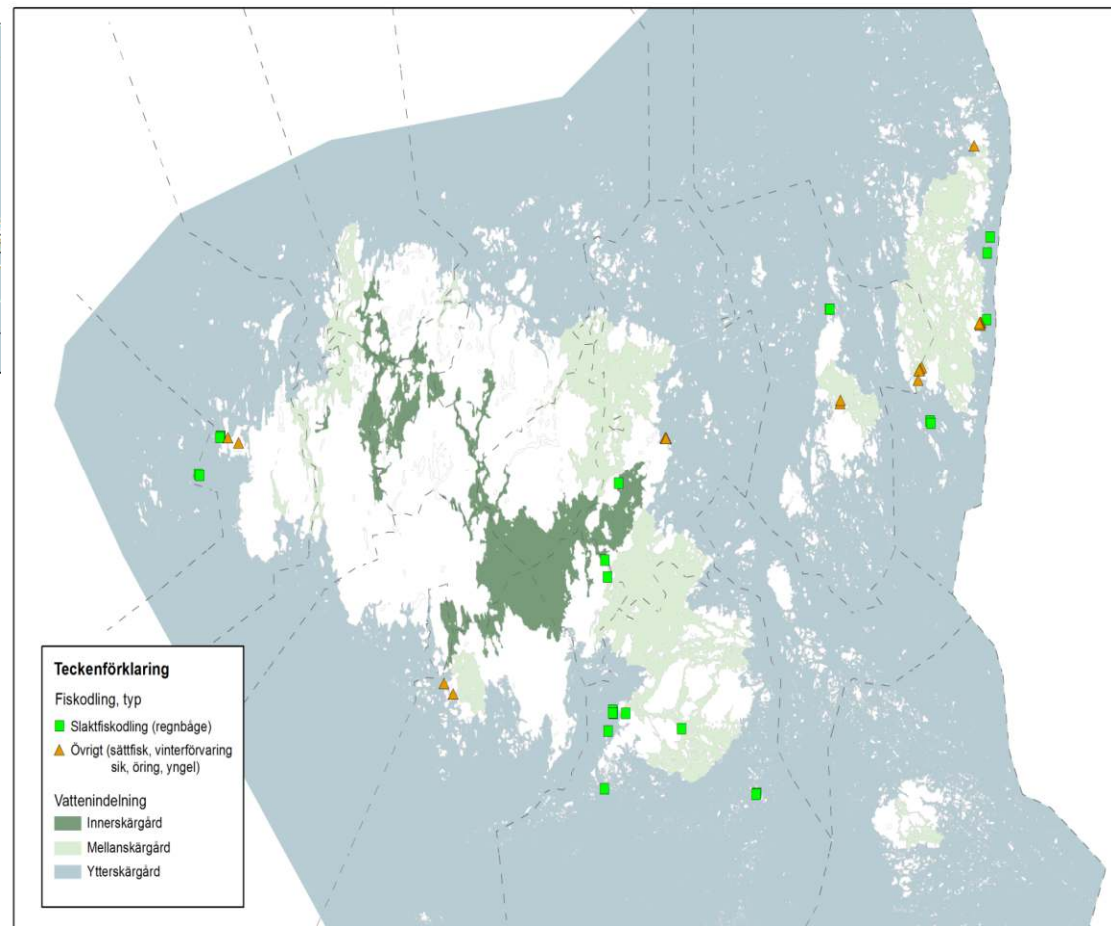 Teckenförklaring
Fiskodling, typ
Slaktfiskodling (regnbåge)
Övrigt (sättfisk, vinterförvaring
sik, öring, yngel)
Vattenindelning
Innerskärgård
Mellanskärgård
Ytterskärgård